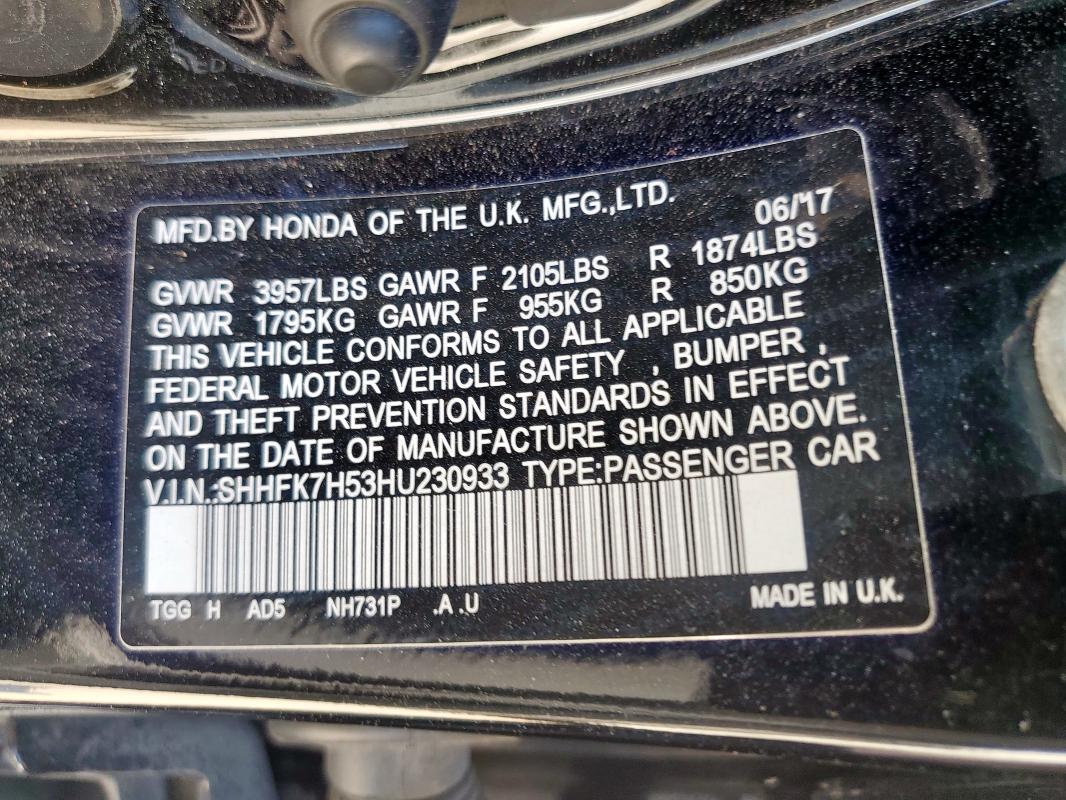 MFD.BY HONDA OF THE U.K. MFG.,LTD. 06/17
GVWR 3957LBS GAWR F 2105LBS R 1874LBS
GVWR 1795KG GAWR F 955KG R 850KG
THIS VEHICLE CONFORMS TO ALL APPLICABLE
FEDERAL MOTOR VEHICLE SAFETY , BUMPER ,
AND THEFT PREVENTION STANDARDS IN EFFECT
ON THE DATE OF MANUFACTURE SHOWN ABOVE.
V.I.N.:SHHFK7H53HU230933 TYPE:PASSENGER CAR
TGG H AD5 NH731P .A .U MADE IN U.K.